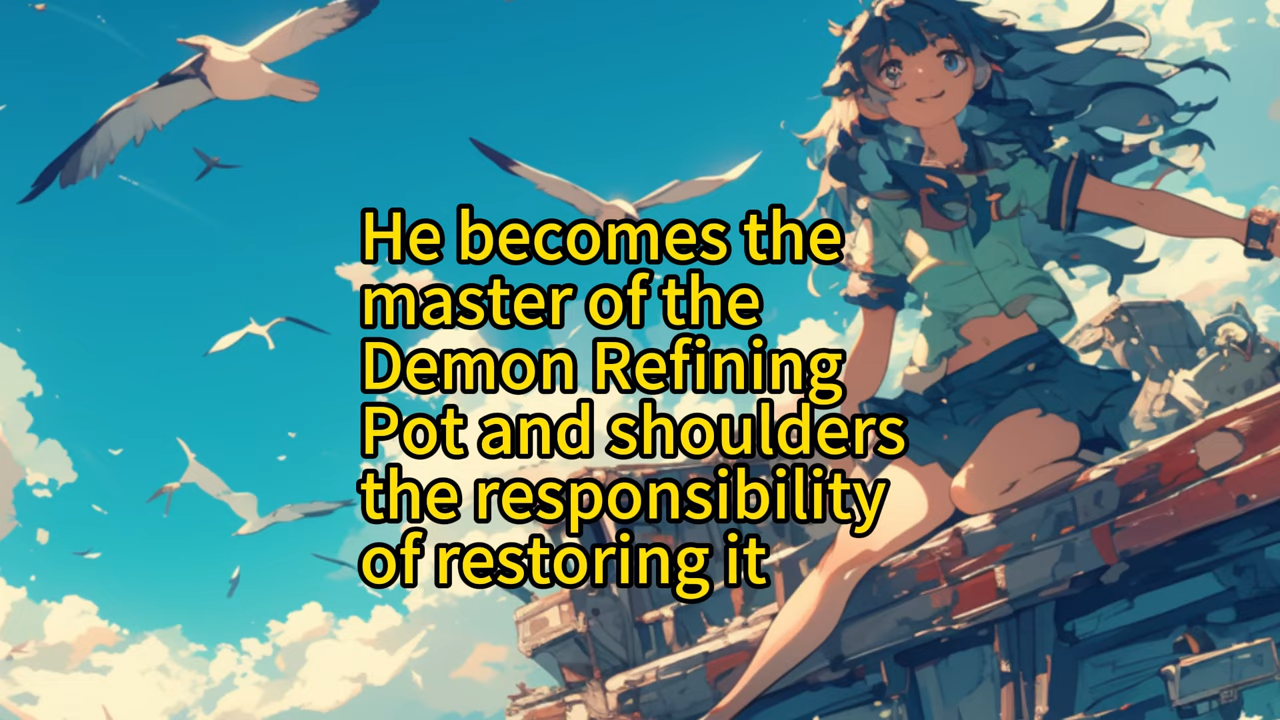 He becomes the
master of the
Demon Refining
Pot and shoulders
the responsibility
of restoring it